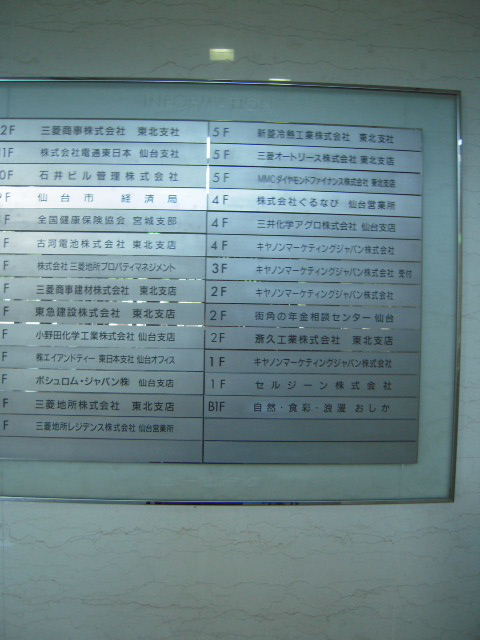 INFORMATION
2F 三菱商事株式会社 東北支社
11F 株式会社電通東日本 仙台支社
0F 石井ビル管理株式会社
9F 仙台市 経済局
F 全国健康保険協会 宮城支部
F 古河電池株式会社 東北支店
F 株式会社三菱地所プロパティマネジメント
F 三菱商事建材株式会社 東北支店
F 東急建設株式会社 東北支店
F 小野田化学工業株式会社 仙台支店
F ㈱エイアンドティー 東日本支社 仙台オフィス
F ボシュロム・ジャパン㈱ 仙台支店
F 三菱地所株式会社 東北支店
F 三菱地所レジデンス株式会社 仙台営業所
5F 新菱冷熱工業株式会社 東北支社
5F 三菱オートリース株式会社 東北支店
5F MMCダイヤモンドファイナンス株式会社 東北支店
4F 株式会社ぐるなび 仙台営業所
4F 三井化学アグロ株式会社 仙台支店
4F キヤノンマーケティングジャパン株式会社
3F キヤノンマーケティングジャパン株式会社 受付
2F キヤノンマーケティングジャパン株式会社
2F 街角の年金相談センター仙台
2F 斎久工業株式会社 東北支店
1F キヤノンマーケティングジャパン株式会社
1F セルジーン株式会社
B1F 自然・食彩・浪漫 おしか